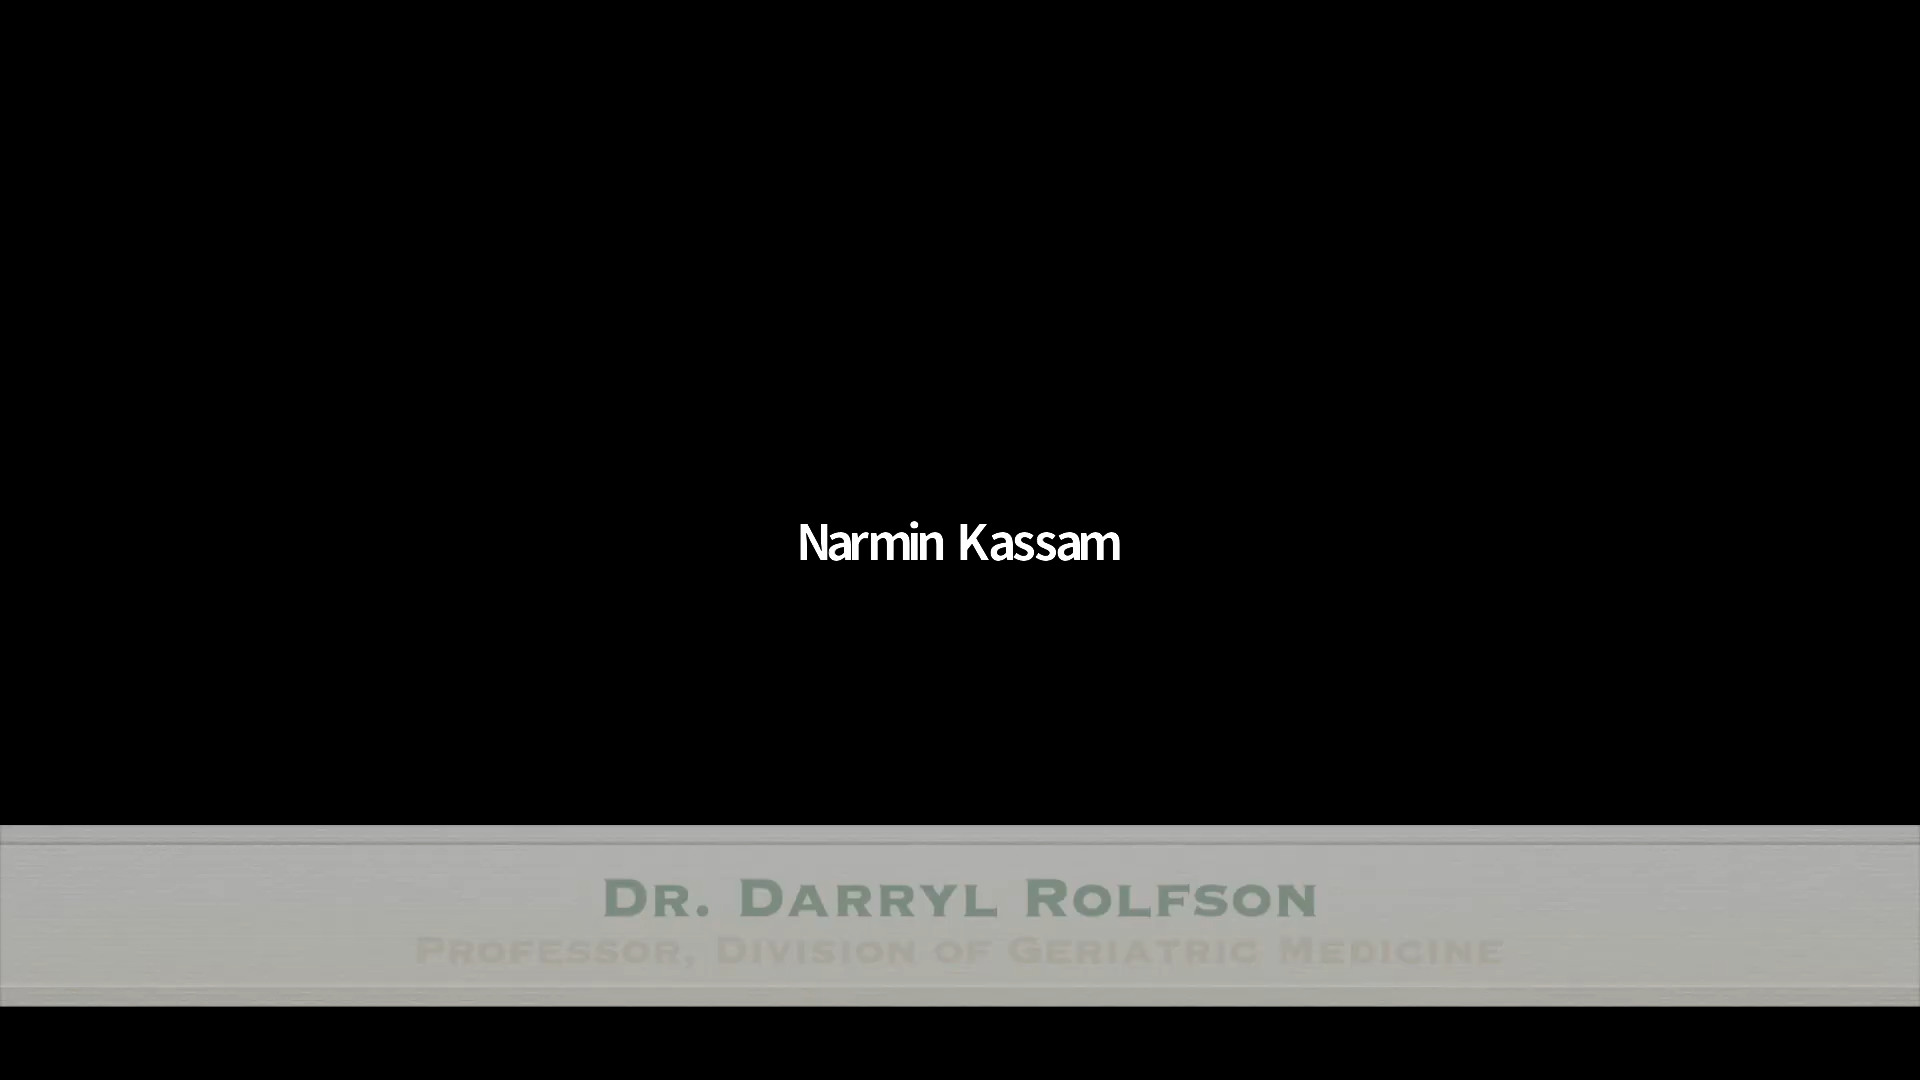 Narmin Kassam
Dr. Darryl Rolfson
Professor, Division of Geriatric Medicine